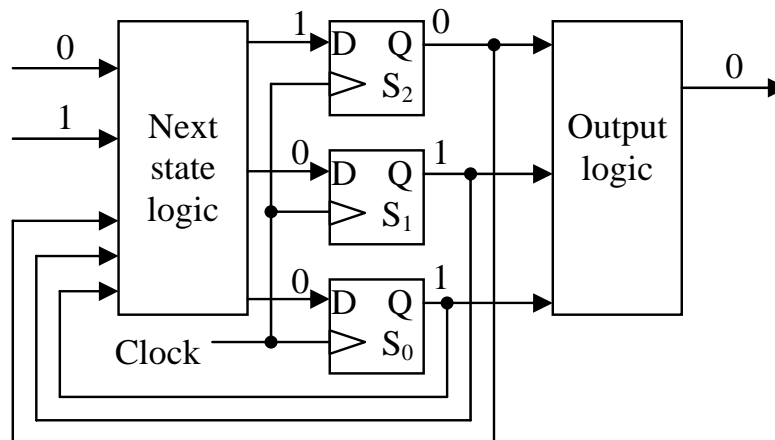 0
1
Next
state
logic
1
D Q
S₂
0
0
D Q
S₁
1
0
D Q
S₀
1
Clock
Output
logic
0